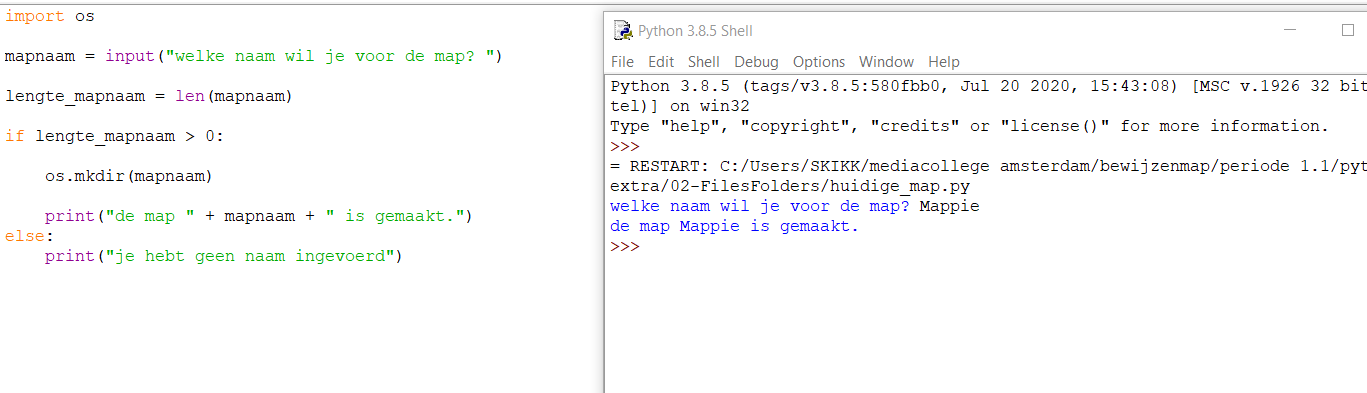 import os
mapnaam = input("welke naam wil je voor de map? ")
lengte_mapnaam = len(mapnaam)
if lengte_mapnaam > 0:
os.mkdir(mapnaam)
print("de map " + mapnaam + " is gemaakt.")
else:
print("je hebt geen naam ingevoerd")
Python 3.8.5 Shell
File Edit Shell Debug Options Window Help
Python 3.8.5 (tags/v3.8.5:580fbb0, Jul 20 2020, 15:43:08) [MSC v.1926 32 bit
tel)] on win32
Type "help", "copyright", "credits" or "license()" for more information.
>>>
= RESTART: C:/Users/SKIKK/mediacollege amsterdam/bewijzenmap/periode 1.1/pyt
extra/02-FilesFolders/huidige_map.py
welke naam wil je voor de map? Mappie
de map Mappie is gemaakt.
>>>